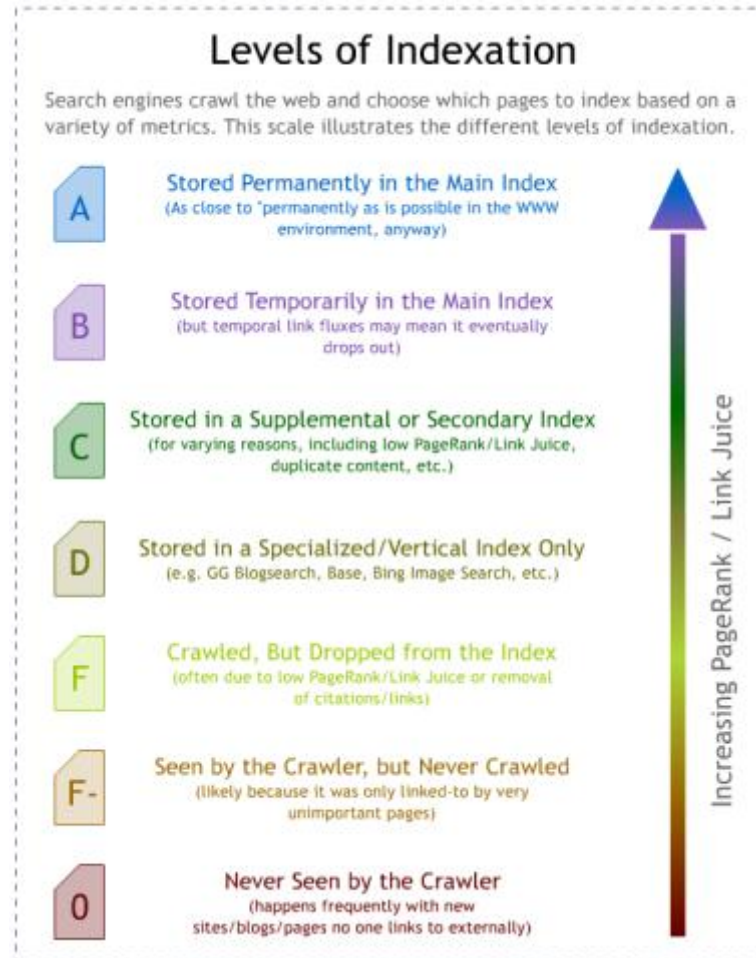 Levels of Indexation
Search engines crawl the web and choose which pages to index based on a
variety of metrics. This scale illustrates the different levels of indexation.
A
Stored Permanently in the Main Index
(As close to "permanently as is possible in the WWW
environment, anyway)
B
Stored Temporarily in the Main Index
(but temporal link fluxes may mean it eventually
drops out)
C
Stored in a Supplemental or Secondary Index
(for varying reasons, including low PageRank/Link Juice,
duplicate content, etc.)
D
Stored in a Specialized/Vertical Index Only
(e.g. GG Blogsearch, Base, Bing Image Search, etc.)
F
Crawled, But Dropped from the Index
(often due to low PageRank/Link Juice or removal
of citations/links)
F-
Seen by the Crawler, but Never Crawled
(likely because it was only linked-to by very
unimportant pages)
0
Never Seen by the Crawler
(happens frequently with new
sites/blogs/pages no one links to externally)
Increasing PageRank / Link Juice